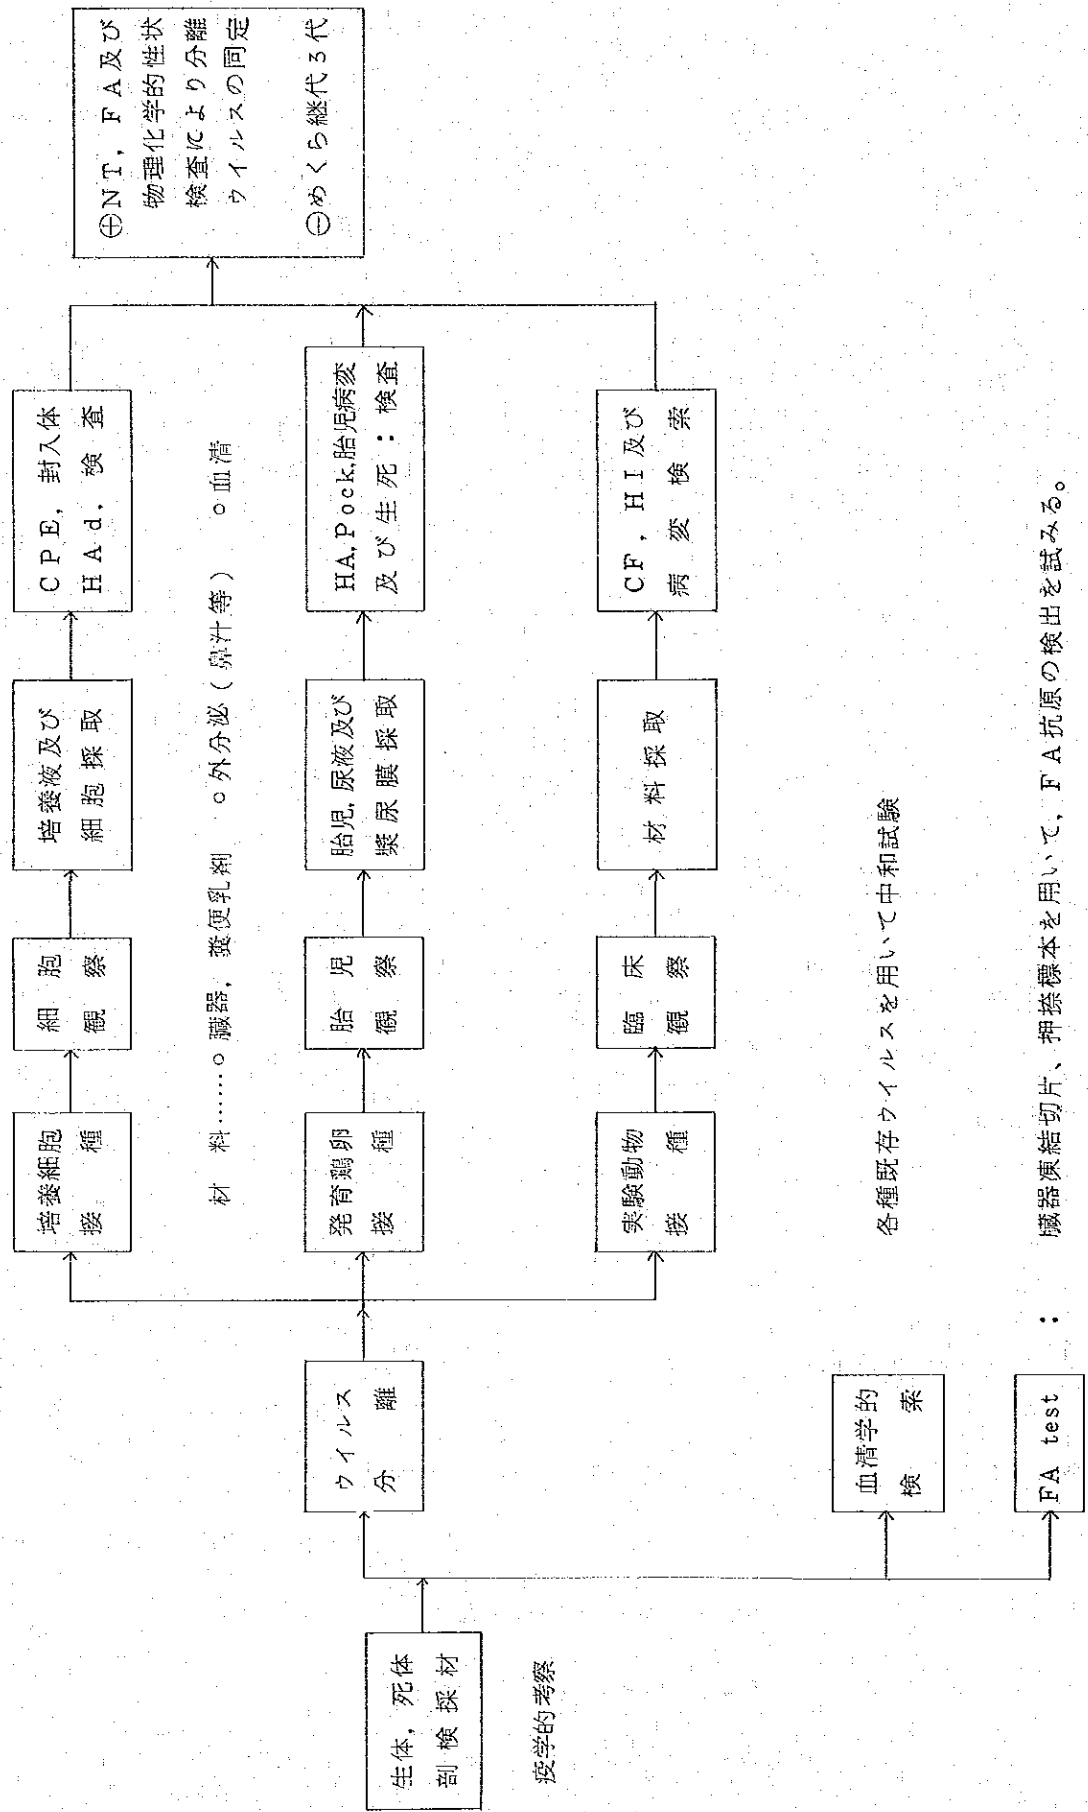 生体，死体
剖検採材
疫学的考察
ウイルス
分離
血清学的
検索
FA test
培養細胞
接種
細胞
観察
培養液及び
細胞採取
CPE，封入体
HAd．検査
材料……○臓器，糞便乳剤 ○外分泌（鼻汁等） ○血清
発育鶏卵
接種
胎児
観察
胎児，尿液及び
漿尿膜採取
HA，Pock，胎児病変
及び生死：検査
実験動物
接種
臨床
観察
材料採取
CF，HI及び
病変検索
⊕NT，FA及び
物理化学的性状
検査により分離
ウイルスの同定
⊖めくら継代3代
各種既存ウイルスを用いて中和試験
：臓器凍結切片、押捺標本を用いて，FA抗原の検出を試みる。